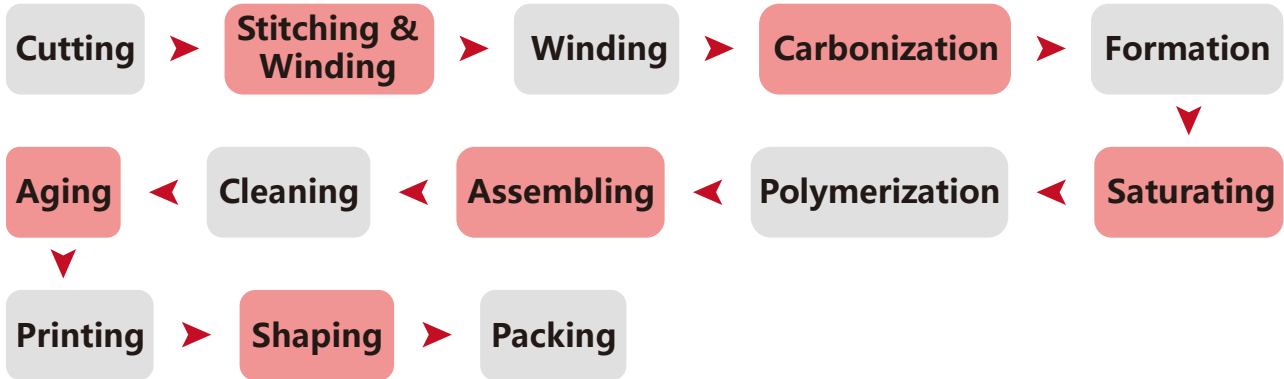 Cutting
Stitching &
Winding
Winding
Carbonization
Formation
Saturating
Polymerization
Assembling
Cleaning
Aging
Printing
Shaping
Packing